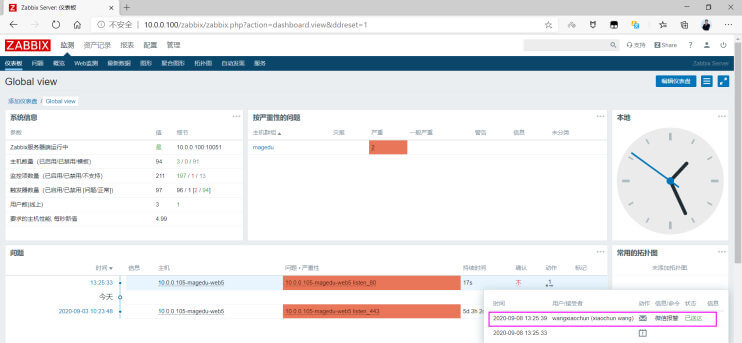 Zabbix Server: 仪表板
不安全 10.0.0.100/zabbix/zabbix.php?action=dashboard.view&ddreset=1
ZABBIX 监测 资产记录 报表 配置 管理 支持 Share ?
仪表板 问题 概览 Web监测 最新数据 图形 聚合图形 拓扑图 自动发现 服务 Zabbix Server
Global view 编辑仪表盘
添加仪表盘 / Global view
系统信息
参数 值 细节
Zabbix服务器端运行中 是 10.0.0.100:10051
主机数量 (已启用/已禁用/模板) 94 3 / 0 / 91
监控项数量 (已启用/已禁用/不支持) 211 197 / 1 / 13
触发器数量 (已启用/已禁用 [问题/正常]) 97 96 / 1 [2 / 94]
用户数(线上) 3 1
要求的主机性能, 每秒新值 4.99
按严重性的问题
主机群组 灾难 严重 一般严重 警告 信息 未分类
magedu 2
本地
问题
时间 信息 主机 问题 • 严重性 持续时间 确认 动作 标记
13:25:33 10.0.0.105-magedu-web5 10.0.0.105-magedu-web5 listen_80 17s 不 1
今天
2020-09-03 10:23:48 10.0.0.105-magedu-web5 10.0.0.105-magedu-web5 listen_443 5d 3h
常用的拓扑图
未添加拓扑图
时间 用户/接受者 动作 信息/命令 状态 信息
2020-09-08 13:25:39 wangxiaochun (xiaochun wang) 微信报警 已送达
2020-09-08 13:25:33